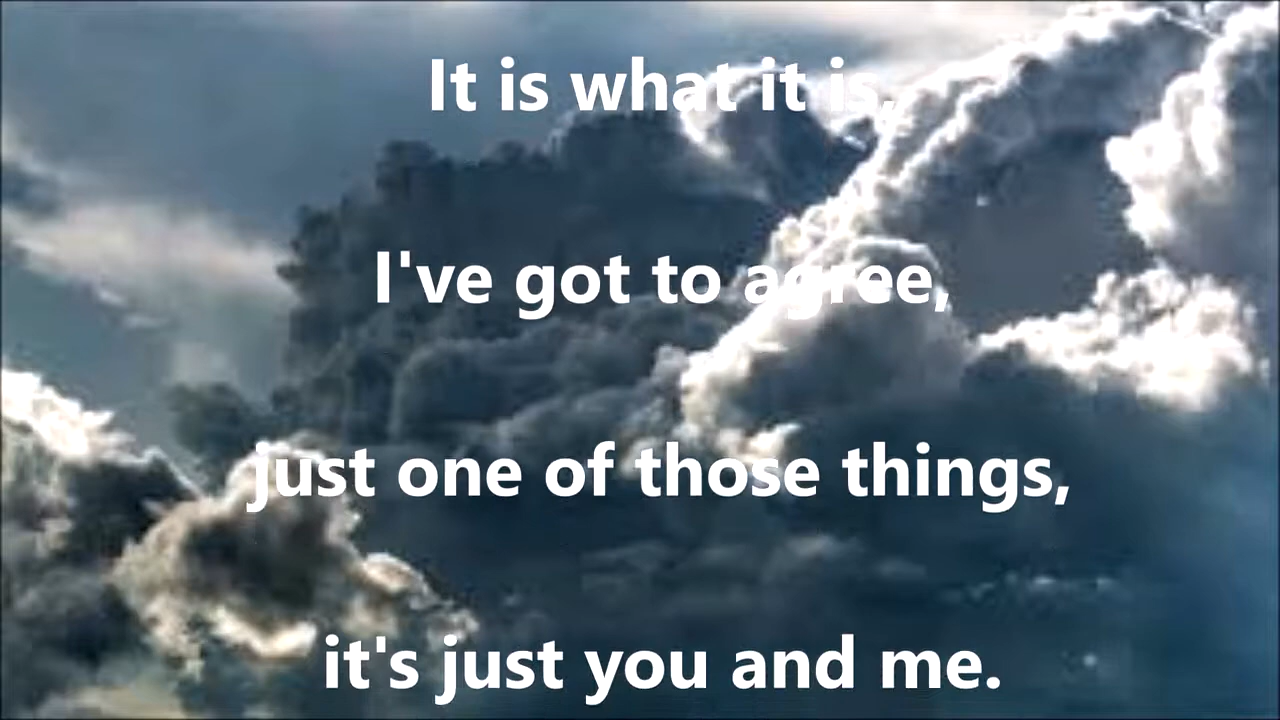 It is what it is,
I've got to agree,
just one of those things,
it's just you and me.